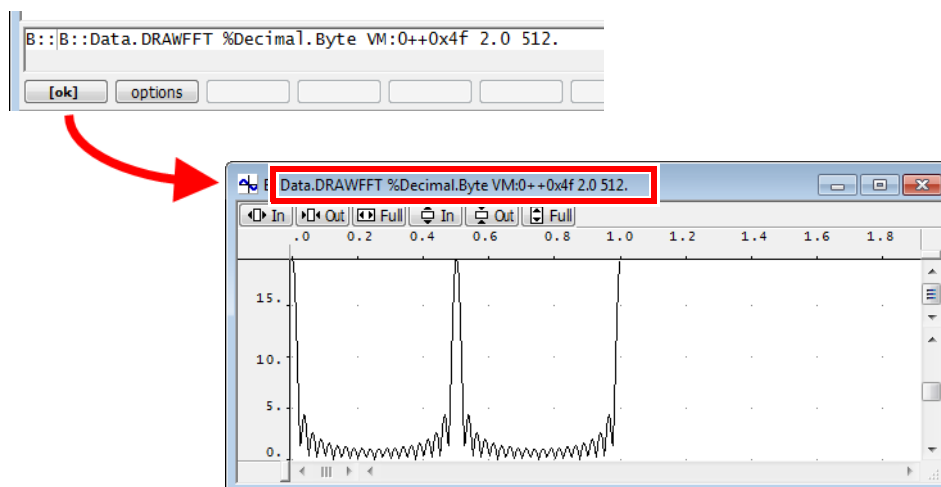 B::B::Data.DRAWFFT %Decimal.Byte VM:0++0x4f 2.0 512.
[ok] options
Data.DRAWFFT %Decimal.Byte VM:0++0x4f 2.0 512.
In Out Full In Out Full
.0 0.2 0.4 0.6 0.8 1.0 1.2 1.4 1.6 1.8
15.
10.
5.
0.